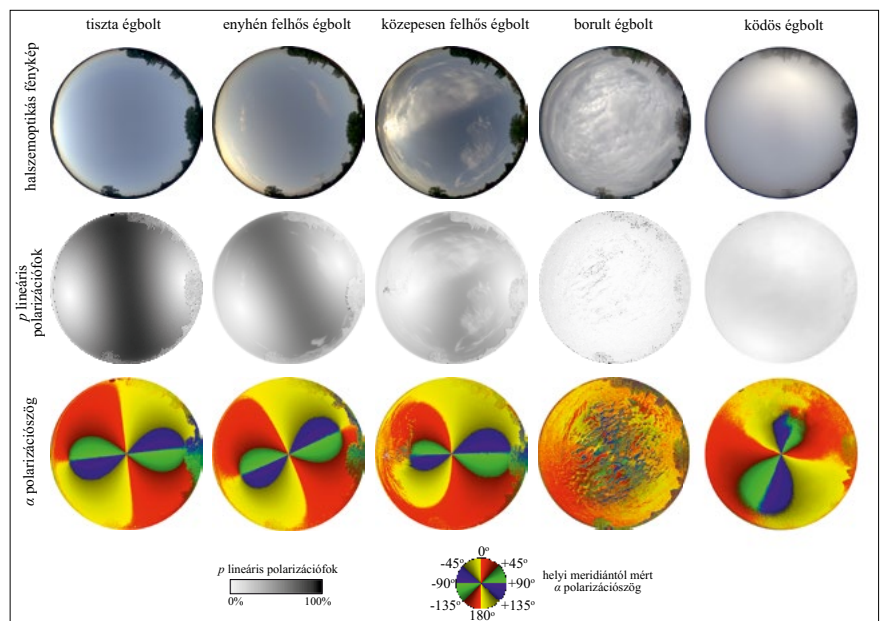 tiszta égbolt
enyhén felhős égbolt
közepesen felhős égbolt
borult égbolt
ködös égbolt
halszemoptikás fénykép
p lineáris
polarizációfok
α polarizációszög
p lineáris polarizációfok
0%
100%
0°
-45°
+45°
-90°
+90°
-135°
+135°
180°
helyi meridiántól mért
α polarizációszög